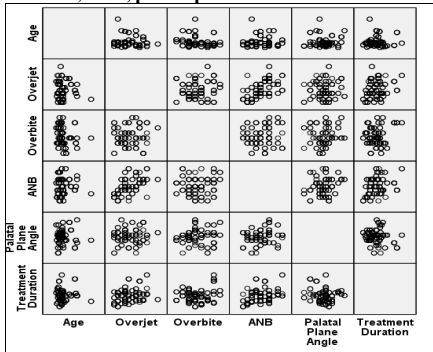 Age
Overjet
Overbite
ANB
Palatal
Plane
Angle
Treatment
Duration
Age
Overjet
Overbite
ANB
Palatal
Plane
Angle
Treatment
Duration